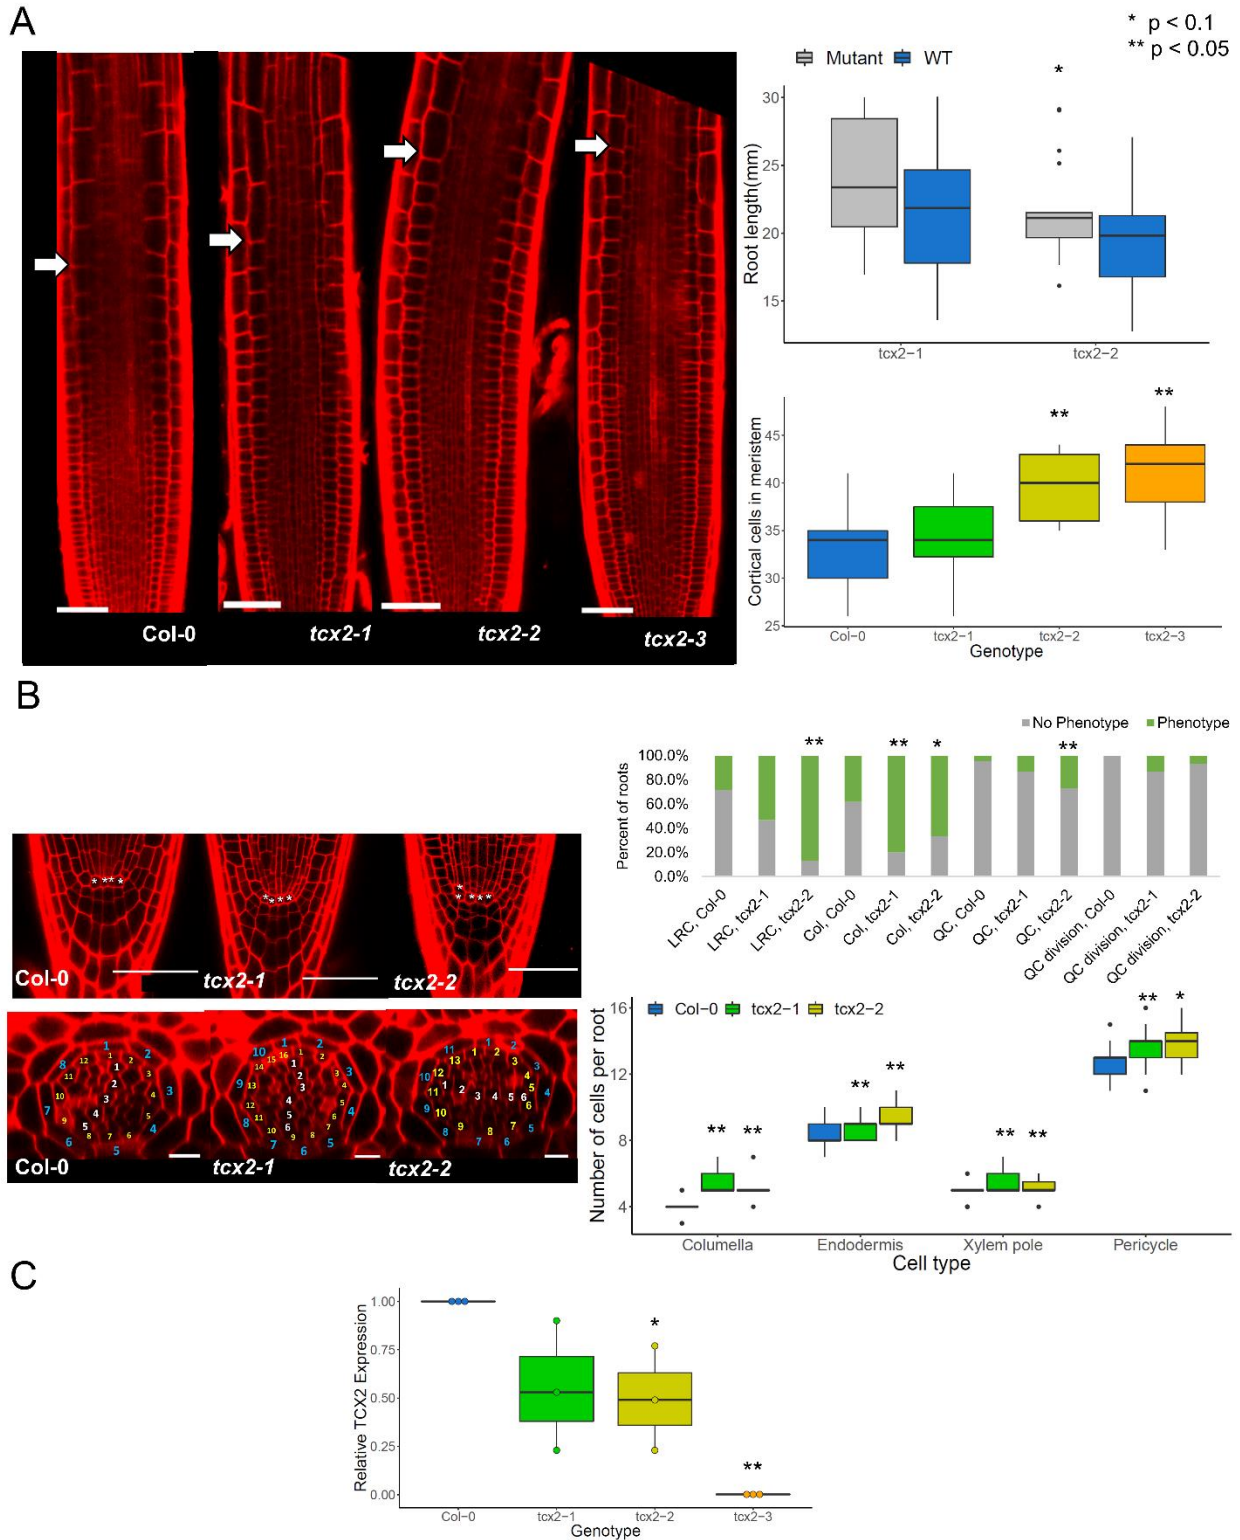 A
* p < 0.1
** p < 0.05
Mutant WT
*
Root length(mm)
30
25
20
15
tcx2-1 tcx2-2
Col-0 tcx2-1 tcx2-2 tcx2-3
** **
Cortical cells in meristem
45
40
35
30
25
Col-0 tcx2-1 tcx2-2 tcx2-3
Genotype
B
No Phenotype Phenotype
** ** * **
Percent of roots
100.0%
80.0%
60.0%
40.0%
20.0%
0.0%
LRC, Col-0
LRC, tcx2-1
LRC, tcx2-2
Col, Col-0
Col, tcx2-1
Col, tcx2-2
QC, Col-0
QC, tcx2-1
QC, tcx2-2
QC division, Col-0
QC division, tcx2-1
QC division, tcx2-2
* * * *
* * * *
* * * * *
Col-0 tcx2-1 tcx2-2
Col-0 tcx2-1 tcx2-2
Col-0 tcx2-1 tcx2-2
** ** ** ** ** ** ** *
Number of cells per root
16
12
8
4
Columella Endodermis Xylem pole Pericycle
Cell type
C
* **
Relative TCX2 Expression
1.00
0.75
0.50
0.25
0.00
Col-0 tcx2-1 tcx2-2 tcx2-3
Genotype